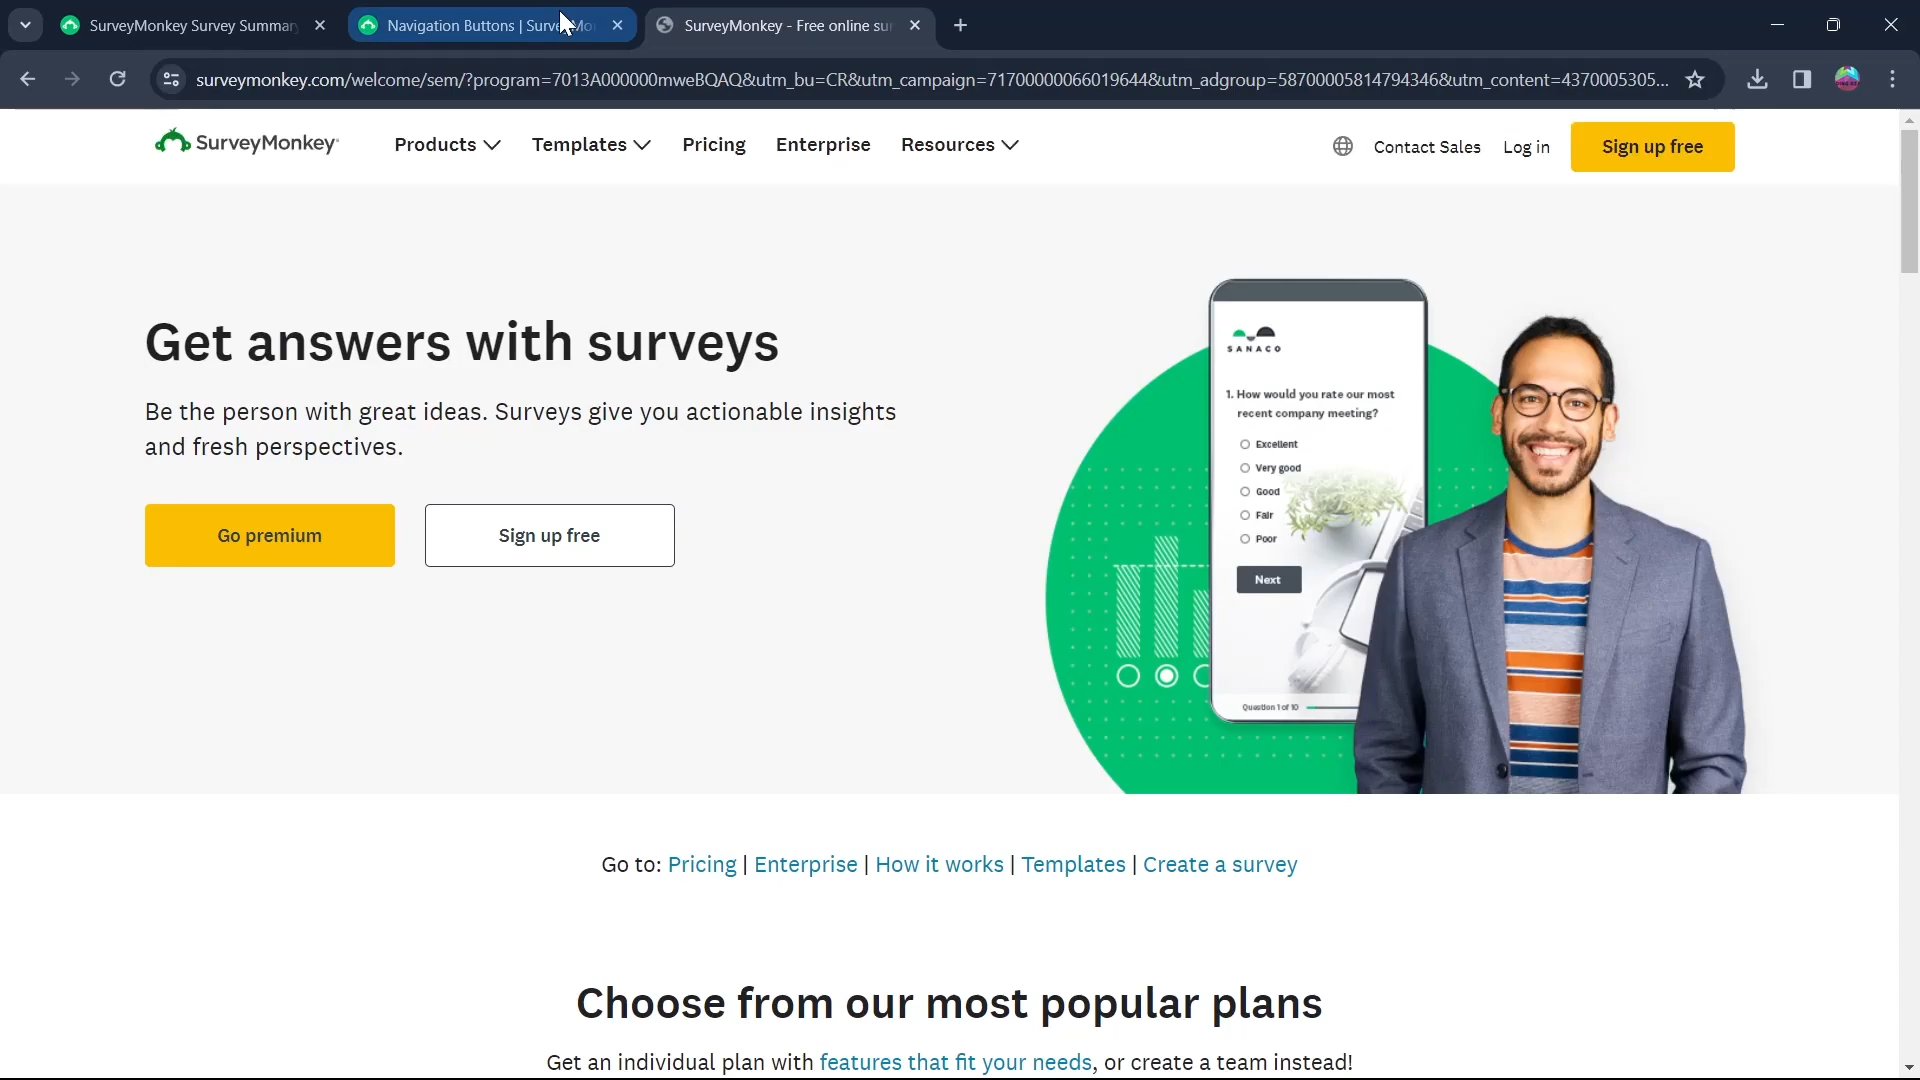 SurveyMonkey Survey Summar
Navigation Buttons | SurveyMo
SurveyMonkey - Free online su
surveymonkey.com/welcome/sem/?program=7013A000000mweBQAQ&utm_bu=CR&utm_campaign=71700000066019644&utm_adgroup=58700005814794346&utm_content=4370005305...
SurveyMonkey
Products
Templates
Pricing
Enterprise
Resources
Contact Sales
Log in
Sign up free
Get answers with surveys
Be the person with great ideas. Surveys give you actionable insights
and fresh perspectives.
Go premium
Sign up free
SANACO
1. How would you rate our most
recent company meeting?
Excellent
Very good
Good
Fair
Poor
Next
Question 1 of 10
Go to: Pricing | Enterprise | How it works | Templates | Create a survey
Choose from our most popular plans
Get an individual plan with features that fit your needs, or create a team instead!